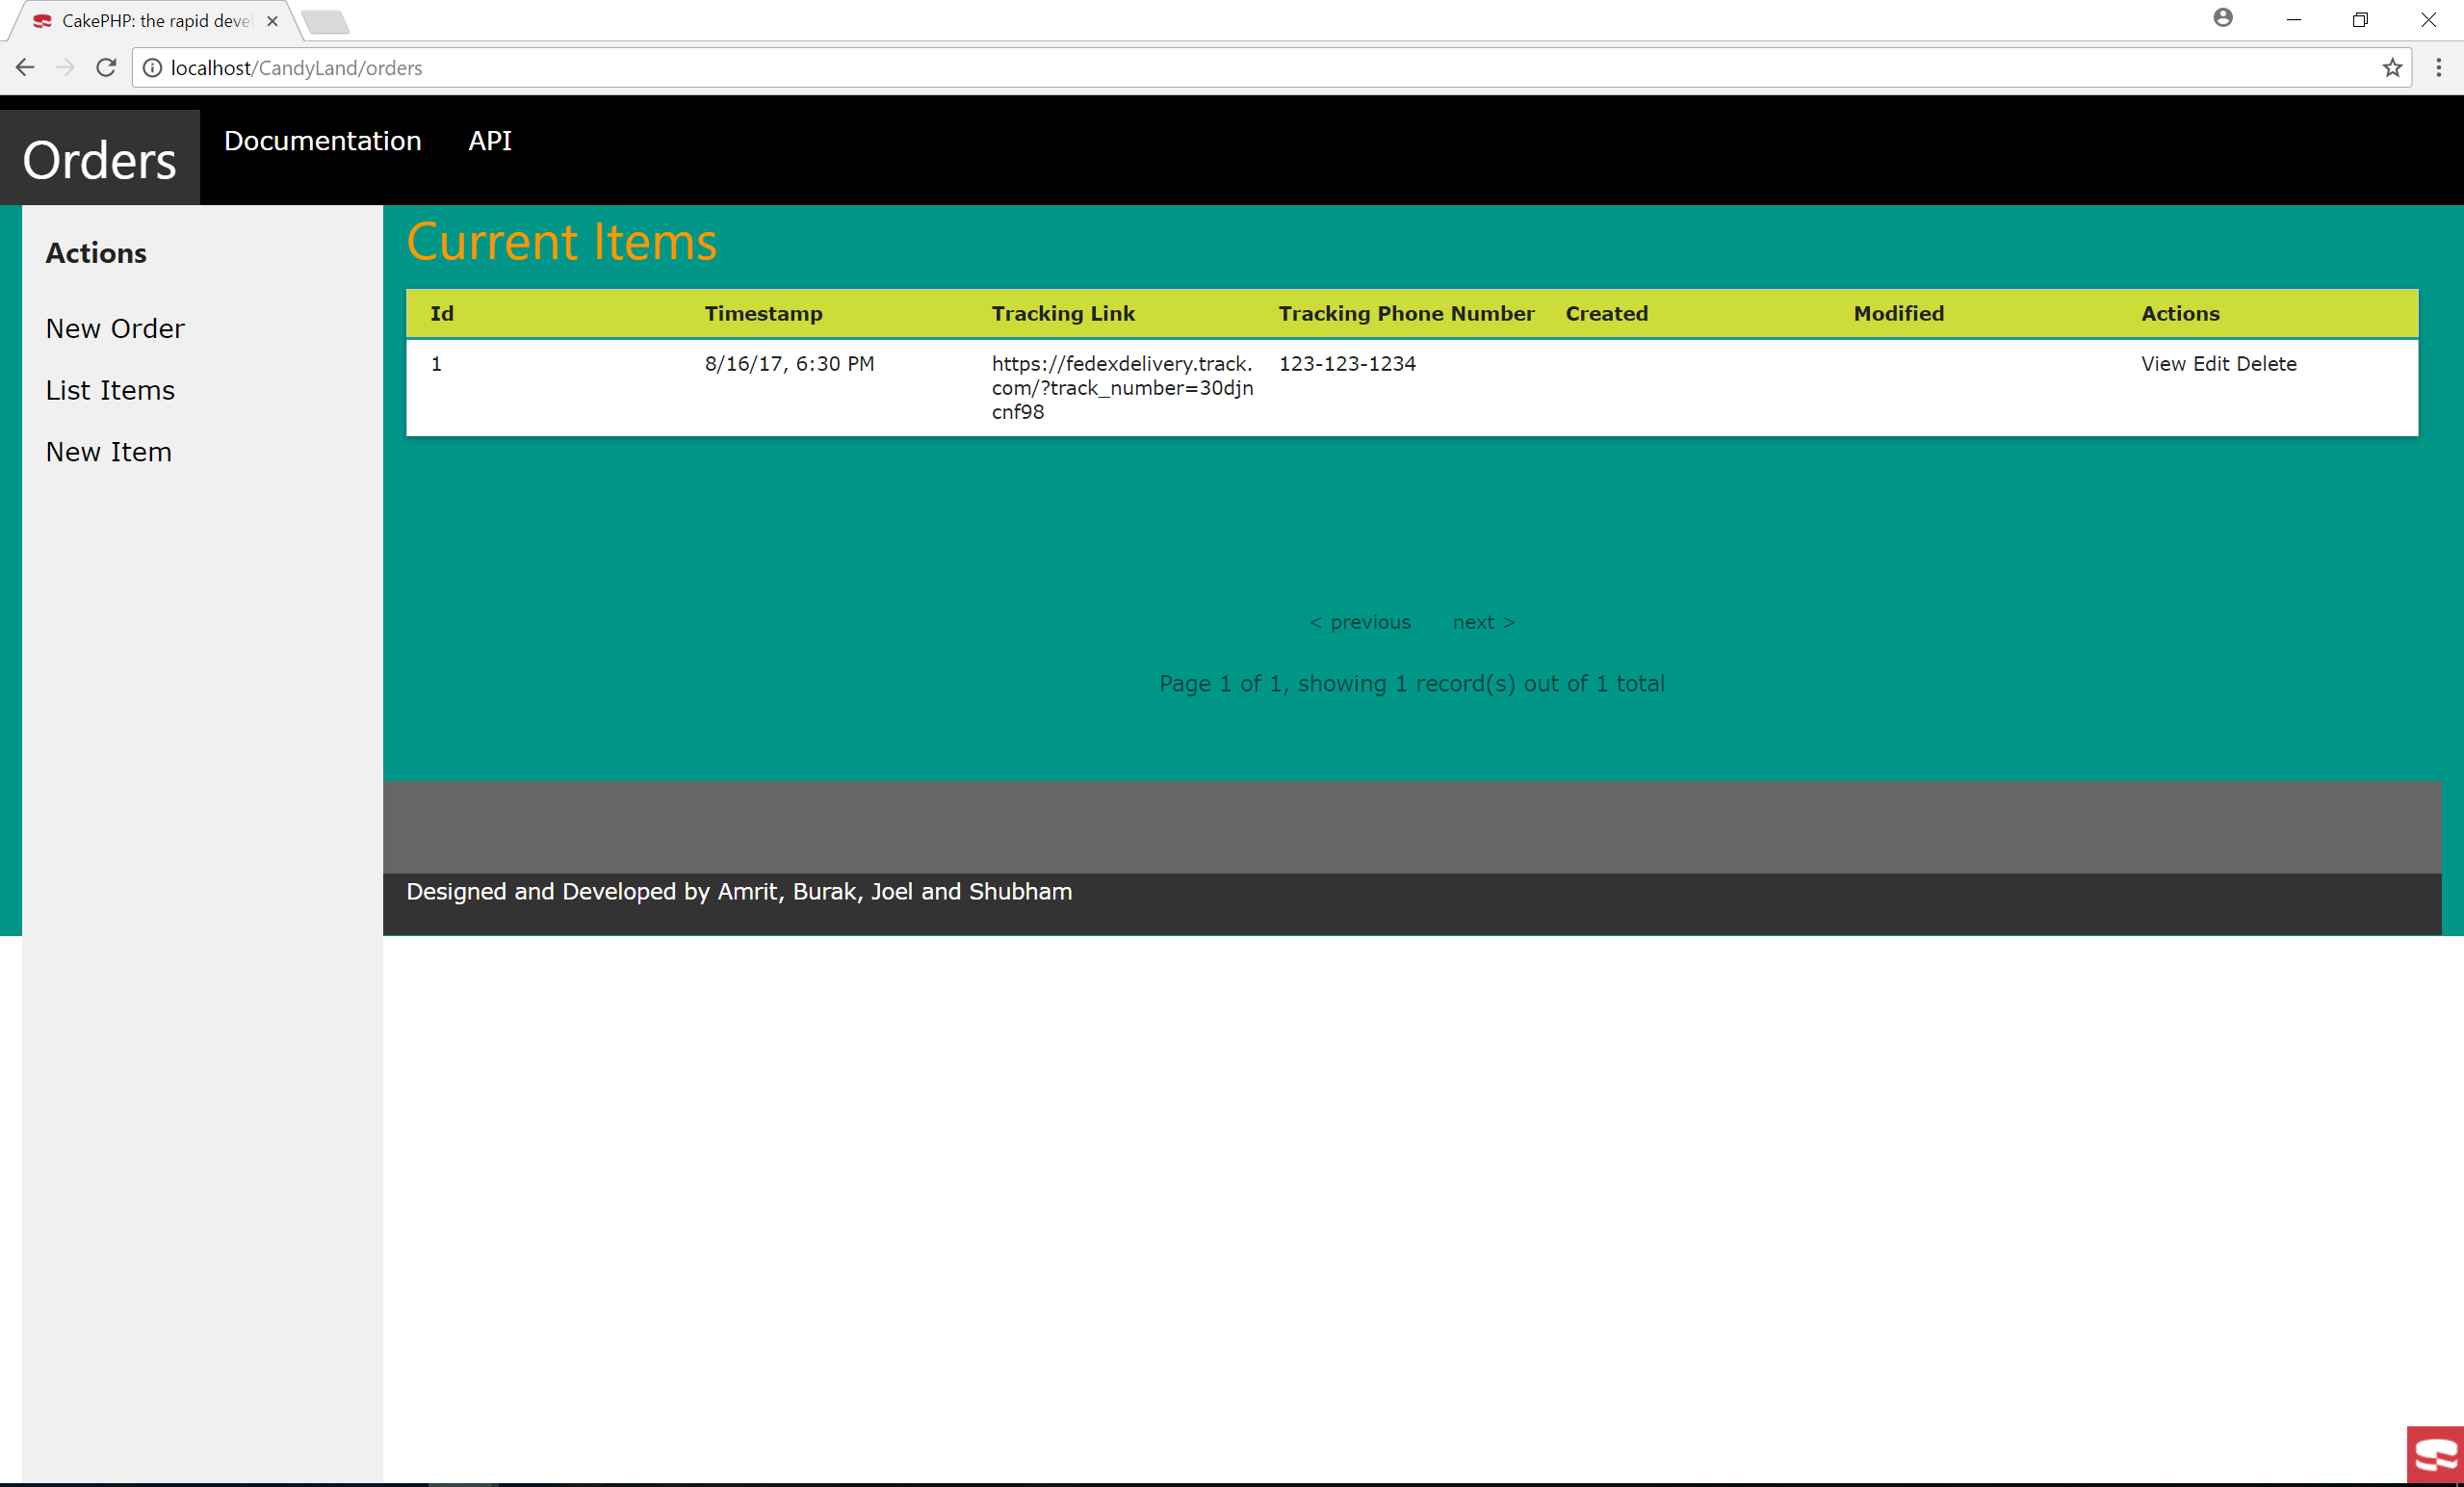 CakePHP: the rapid deve
localhost/CandyLand/orders
Orders
Documentation
API
Actions
New Order
List Items
New Item
Current Items
Id Timestamp Tracking Link Tracking Phone Number Created Modified Actions
1 8/16/17, 6:30 PM https://fedexdelivery.track. 123-123-1234 View Edit Delete
com/?track_number=30djn
cnf98
< previous next >
Page 1 of 1, showing 1 record(s) out of 1 total
Designed and Developed by Amrit, Burak, Joel and Shubham